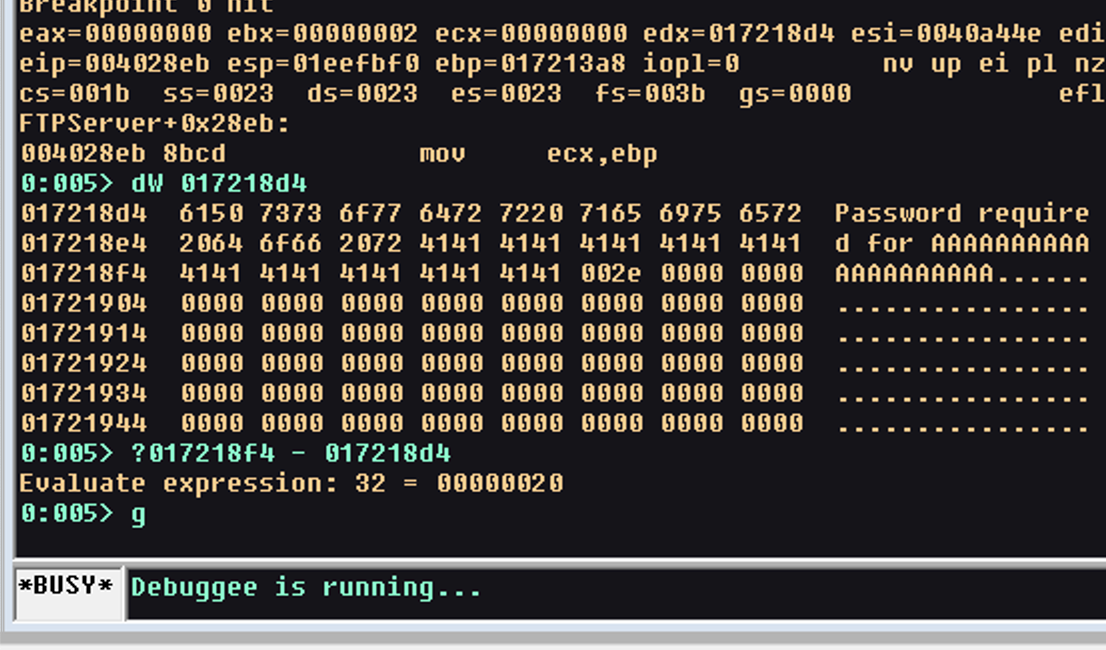 Breakpoint 0 hit
eax=00000000 ebx=00000002 ecx=00000000 edx=017218d4 esi=0040a44e edi
eip=004028eb esp=01eefbf0 ebp=017213a8 iopl=0 nv up ei pl nz
cs=001b ss=0023 ds=0023 es=0023 fs=003b gs=0000 efl
FTPServer+0x28eb:
004028eb 8bcd mov ecx,ebp
0:005> dW 017218d4
017218d4 6150 7373 6f77 6472 7220 7165 6975 6572 Password require
017218e4 2064 6f66 2072 4141 4141 4141 4141 4141 d for AAAAAAAAAA
017218f4 4141 4141 4141 4141 4141 002e 0000 0000 AAAAAAAAAA......
01721904 0000 0000 0000 0000 0000 0000 0000 0000 ................
01721914 0000 0000 0000 0000 0000 0000 0000 0000 ................
01721924 0000 0000 0000 0000 0000 0000 0000 0000 ................
01721934 0000 0000 0000 0000 0000 0000 0000 0000 ................
01721944 0000 0000 0000 0000 0000 0000 0000 0000 ................
0:005> ?017218f4 - 017218d4
Evaluate expression: 32 = 00000020
0:005> g
*BUSY* Debuggee is running...